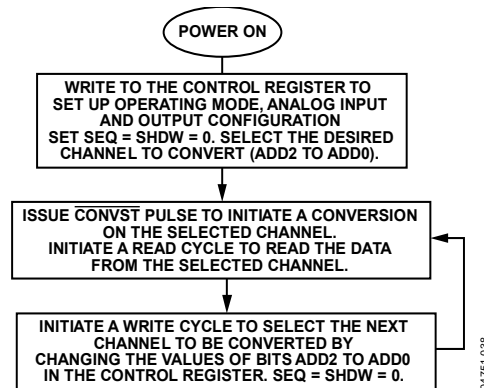 POWER ON
WRITE TO THE CONTROL REGISTER TO
SET UP OPERATING MODE, ANALOG INPUT
AND OUTPUT CONFIGURATION
SET SEQ = SHDW = 0. SELECT THE DESIRED
CHANNEL TO CONVERT (ADD2 TO ADD0).
ISSUE CONVST PULSE TO INITIATE A CONVERSION
ON THE SELECTED CHANNEL.
INITIATE A READ CYCLE TO READ THE DATA
FROM THE SELECTED CHANNEL.
INITIATE A WRITE CYCLE TO SELECT THE NEXT
CHANNEL TO BE CONVERTED BY
CHANGING THE VALUES OF BITS ADD2 TO ADD0
IN THE CONTROL REGISTER. SEQ = SHDW = 0.